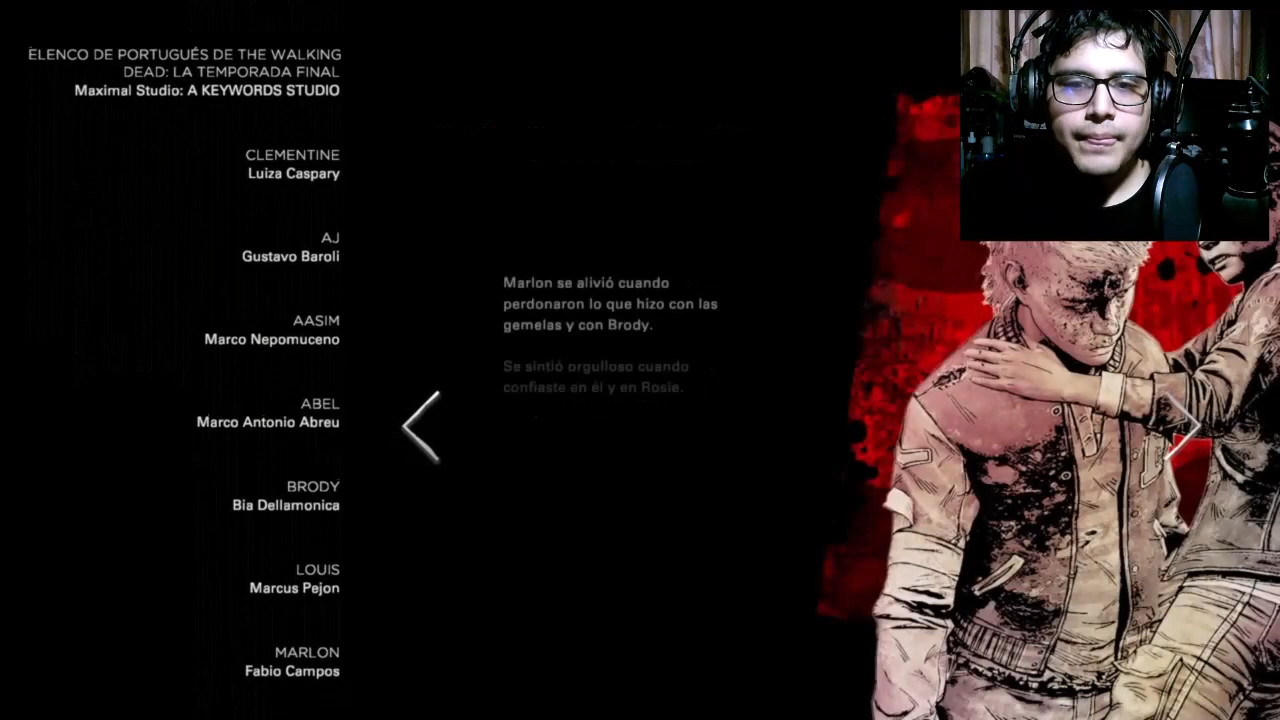 ELENCO DE PORTUGUÉS DE THE WALKING
DEAD: LA TEMPORADA FINAL
Maximal Studio: A KEYWORDS STUDIO
CLEMENTINE
Luiza Caspary
AJ
Gustavo Baroli
AASIM
Marco Nepomuceno
ABEL
Marco Antonio Abreu
BRODY
Bia Dellamonica
LOUIS
Marcus Pejon
MARLON
Fabio Campos
Marlon se alivió cuando
perdonaron lo que hizo con las
gemelas y con Brody.
Se sintió orgulloso cuando
confiaste en él y en Rosie.